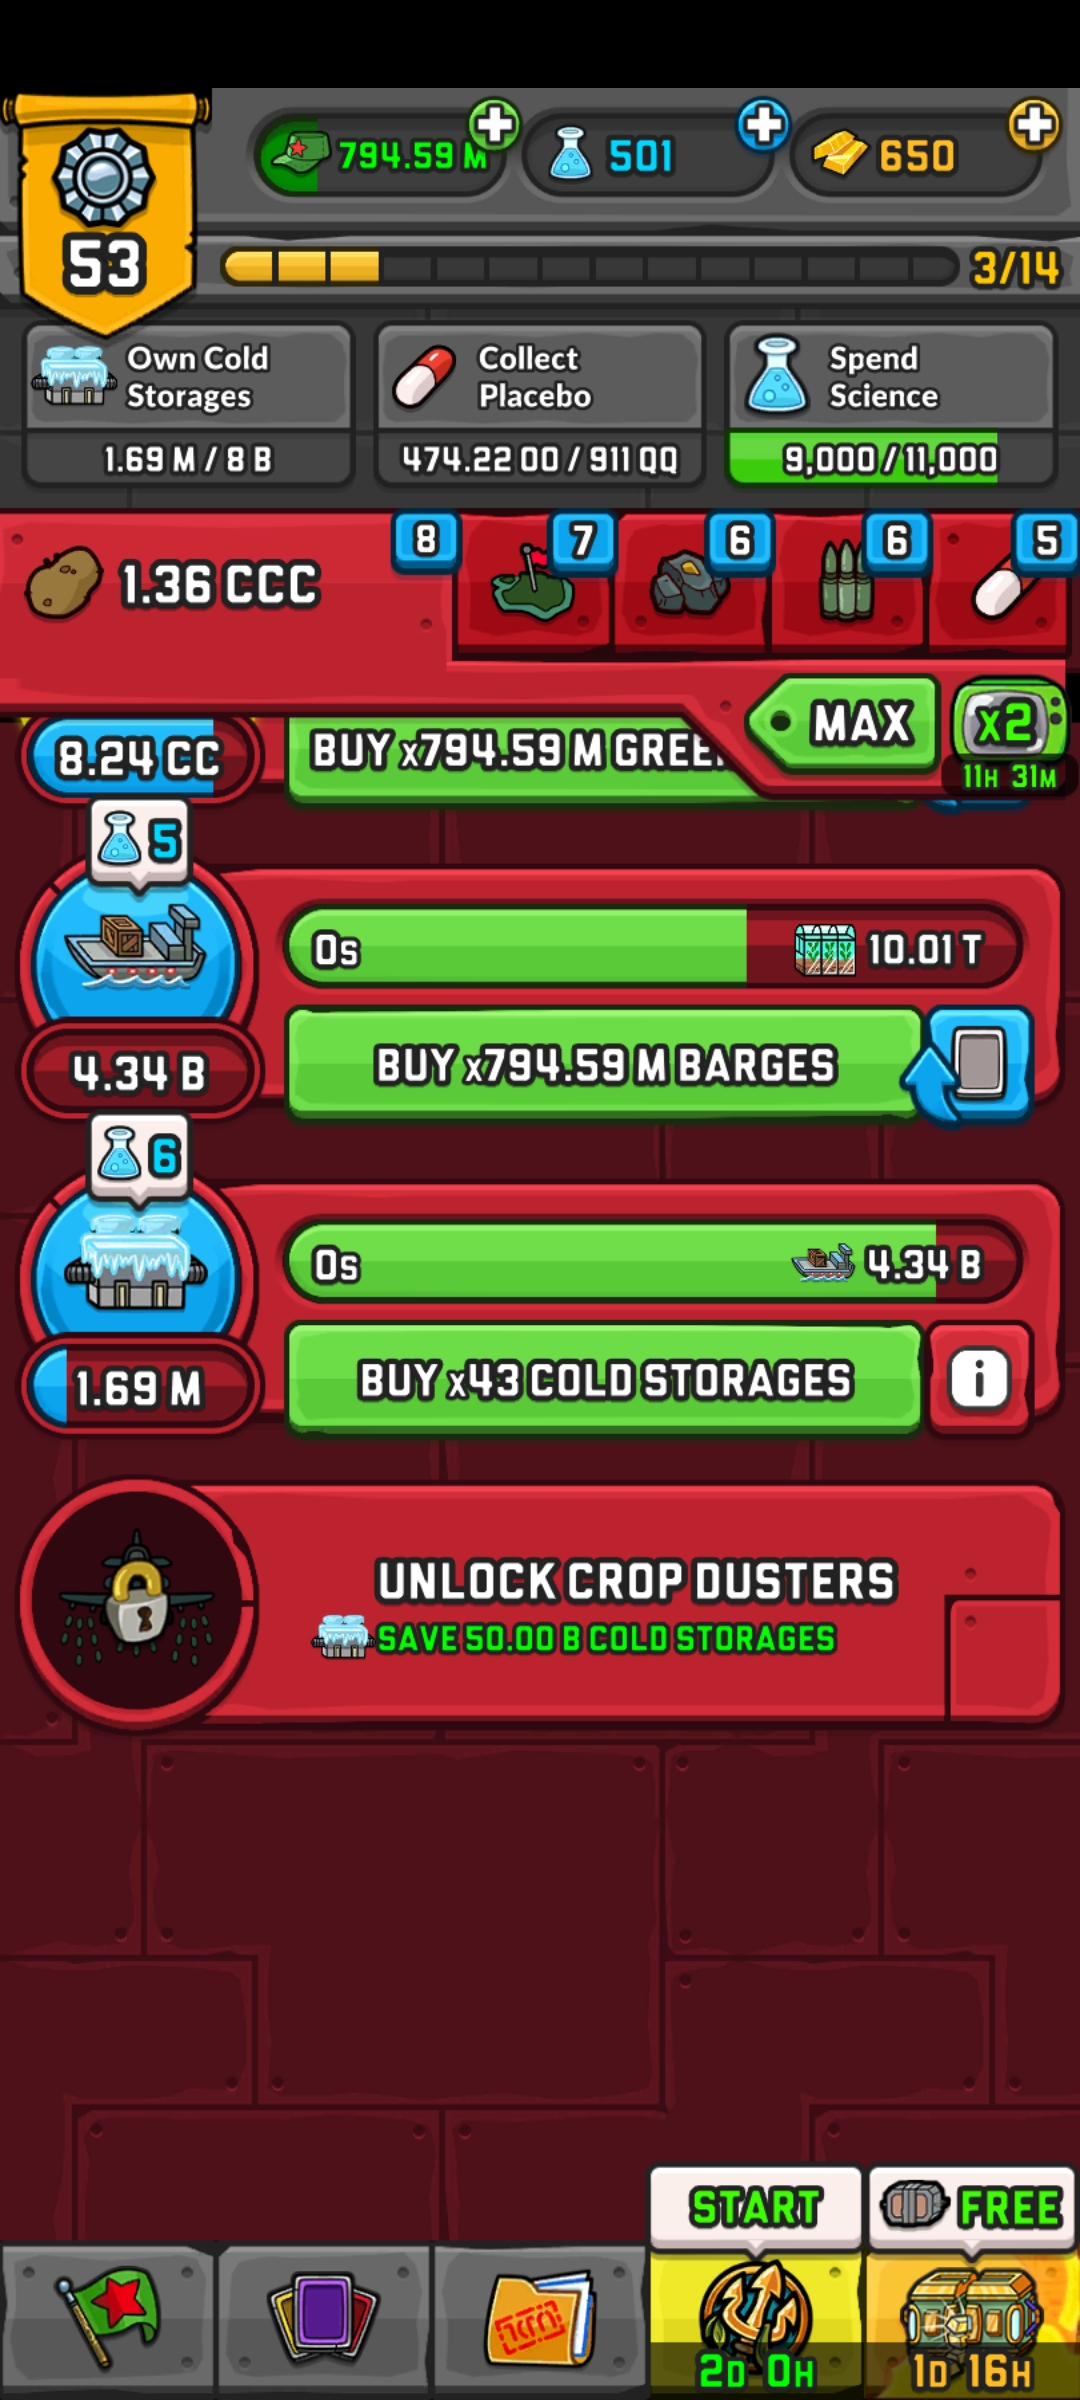 794.59 M
501
650
53
3/14
Own Cold
Storages
1.69 M / 8 B
Collect
Placebo
474.22 QQ / 911 QQ
Spend
Science
9,000 / 11,000
1.36 CCC
8
7
6
6
5
MAX
x2
11H 31M
8.24 CC
BUY x794.59 M GREE...
5
0s
10.01 T
4.34 B
BUY x794.59 M BARGES
6
0s
4.34 B
1.69 M
BUY x43 COLD STORAGES
i
UNLOCK CROP DUSTERS
SAVE 50.00 B COLD STORAGES
START
FREE
2D 0H
1D 16H